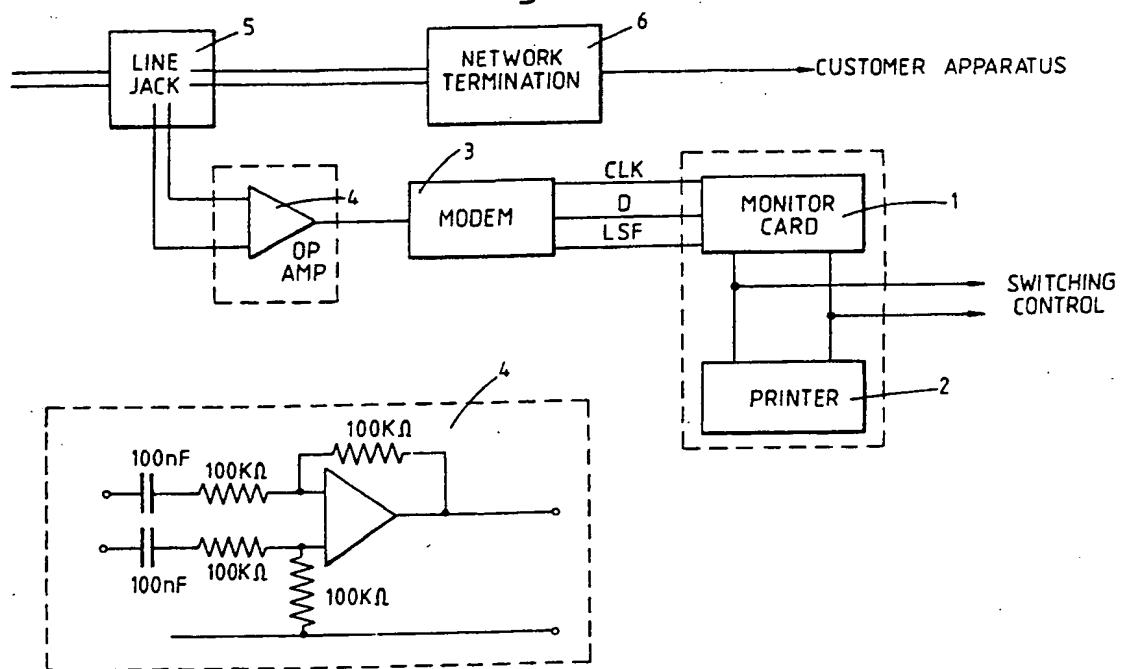 5
6
LINE
JACK
NETWORK
TERMINATION
CUSTOMER APPARATUS
3
4
OP
AMP
MODEM
CLK
D
LSF
MONITOR
CARD
1
SWITCHING
CONTROL
PRINTER
2
4
100KΩ
100nF
100KΩ
100nF
100KΩ
100KΩ